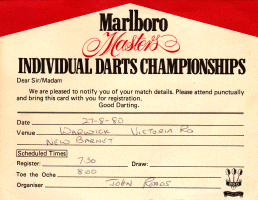 Marlboro
Masters
INDIVIDUAL DARTS CHAMPIONSHIPS
Dear Sir/Madam
We are pleased to notify you of your match details. Please attend punctually
and bring this card with you for registration.
Good Darting.
Date 27-8-80
Venue WARWICK VICTORIA RD
NEW BARNET
Scheduled Times)
Register: 7.30 Draw:
Toe the Oche 8.00
Organiser JOHN ROADS